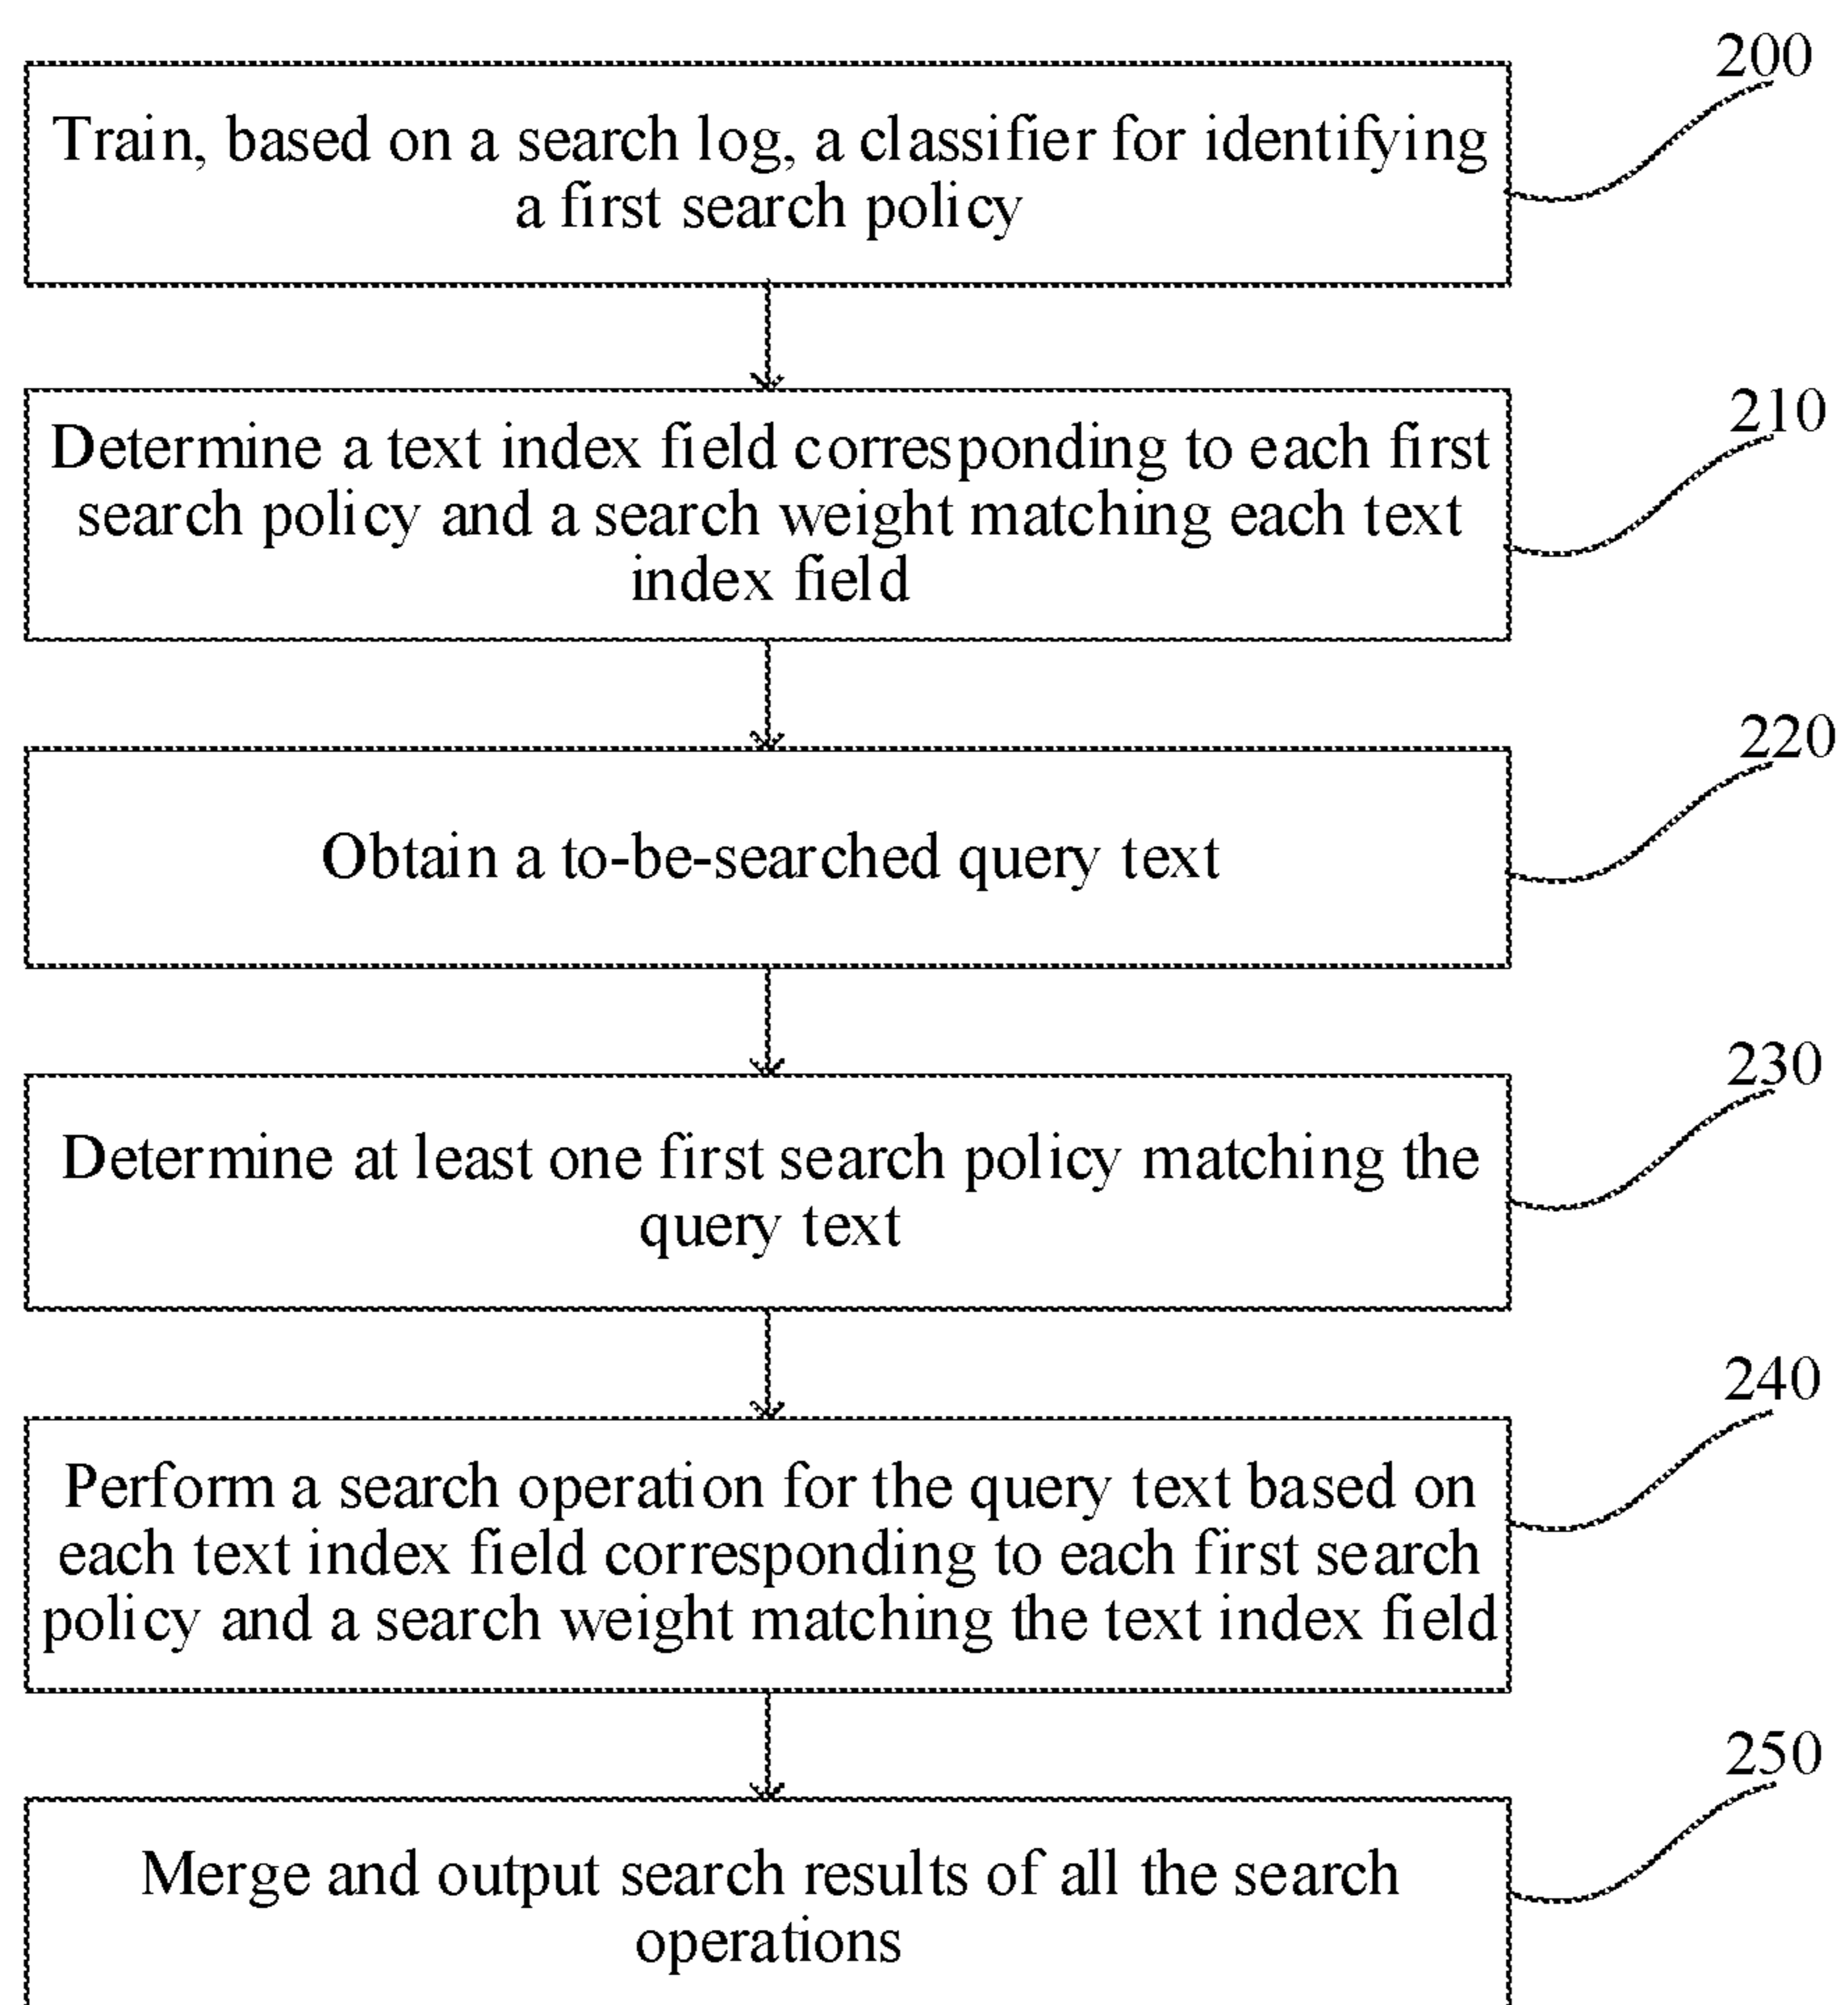 200
Train, based on a search log, a classifier for identifying
a first search policy
210
Determine a text index field corresponding to each first
search policy and a search weight matching each text
index field
220
Obtain a to-be-searched query text
230
Determine at least one first search policy matching the
query text
240
Perform a search operation for the query text based on
each text index field corresponding to each first search
policy and a search weight matching the text index field
250
Merge and output search results of all the search
operations